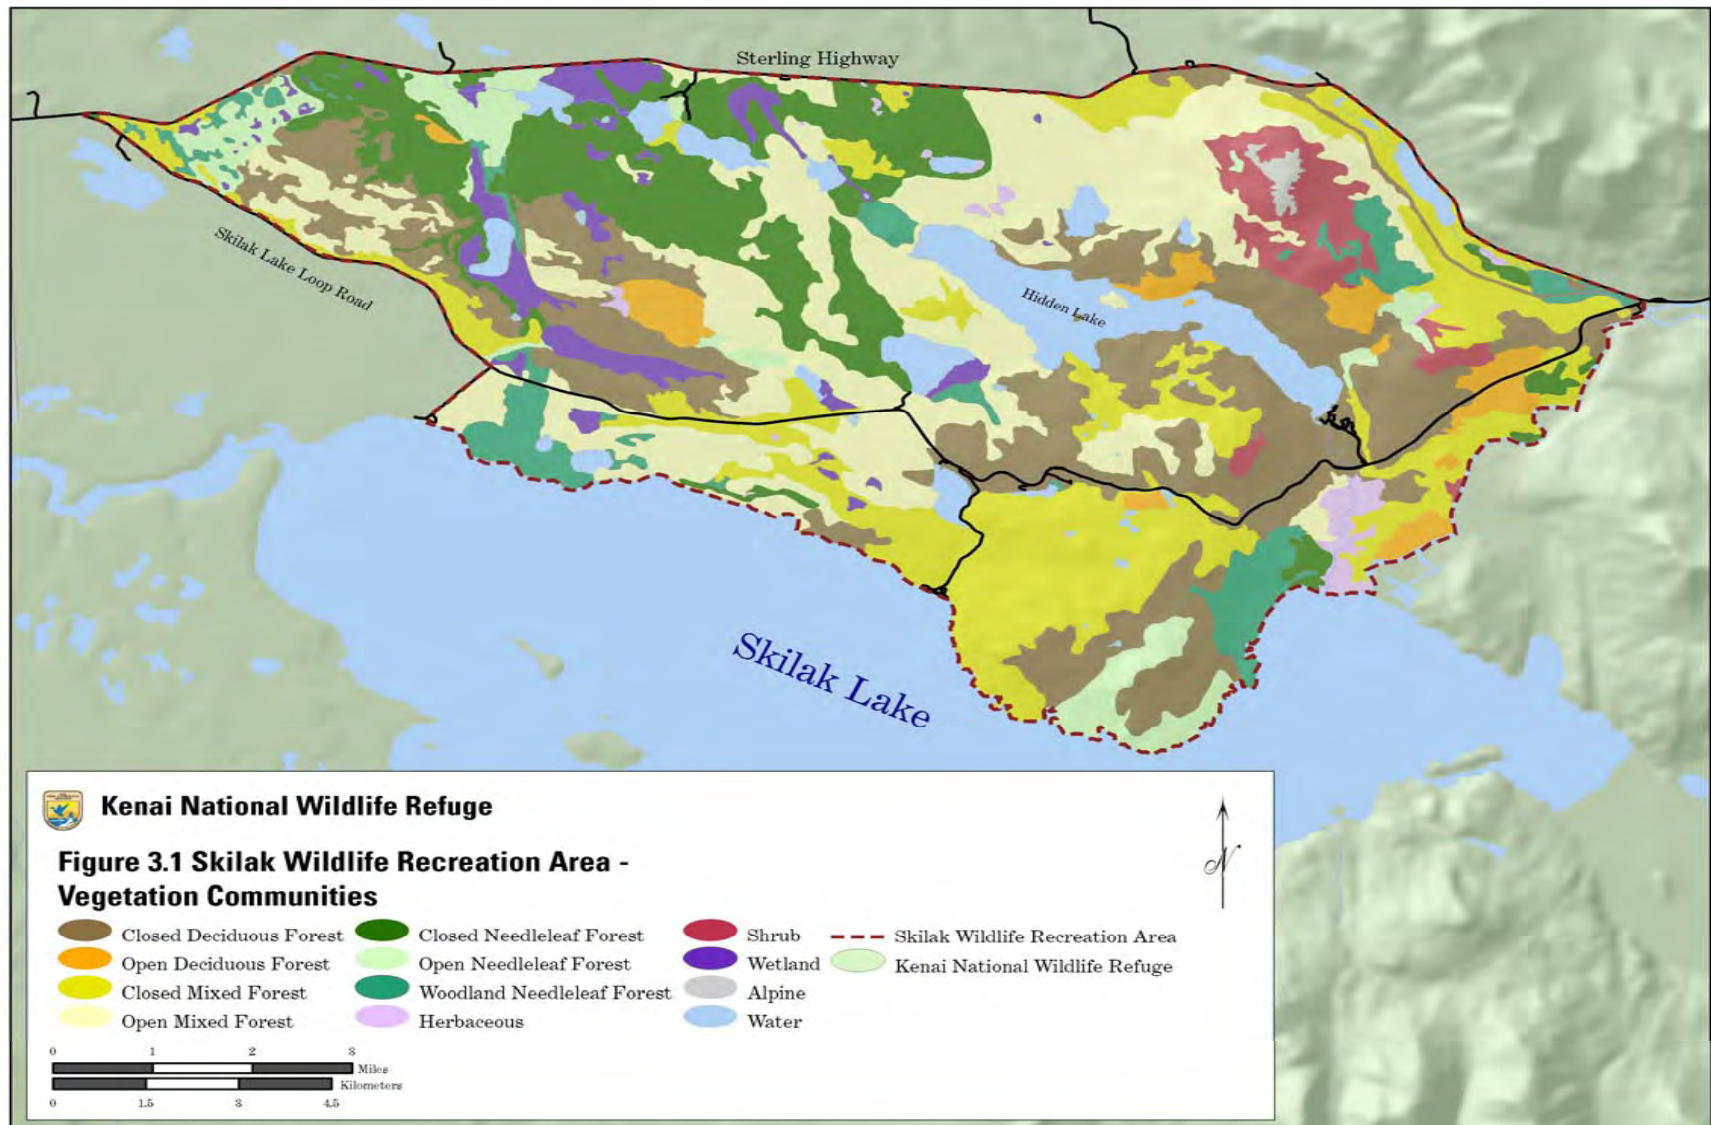 Sterling Highway
Skilak Lake Loop Road
Hidden Lake
Skilak Lake
Kenai National Wildlife Refuge
Figure 3.1 Skilak Wildlife Recreation Area -
Vegetation Communities
Closed Deciduous Forest
Open Deciduous Forest
Closed Mixed Forest
Open Mixed Forest
Closed Needleleaf Forest
Open Needleleaf Forest
Woodland Needleleaf Forest
Herbaceous
Shrub
Wetland
Alpine
Water
Skilak Wildlife Recreation Area
Kenai National Wildlife Refuge
0 1 2 3
Miles
Kilometers
0 1.5 3 4.5
N